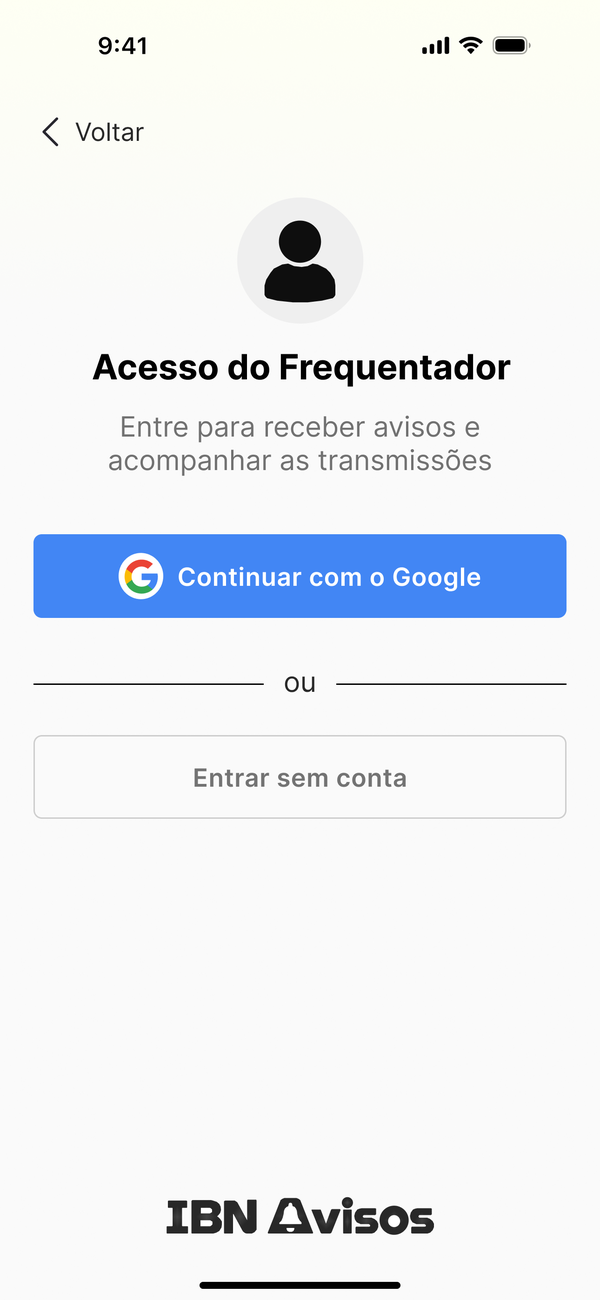 9:41
Voltar
Acesso do Frequentador
Entre para receber avisos e
acompanhar as transmissões
Continuar com o Google
ou
Entrar sem conta
IBN Avisos